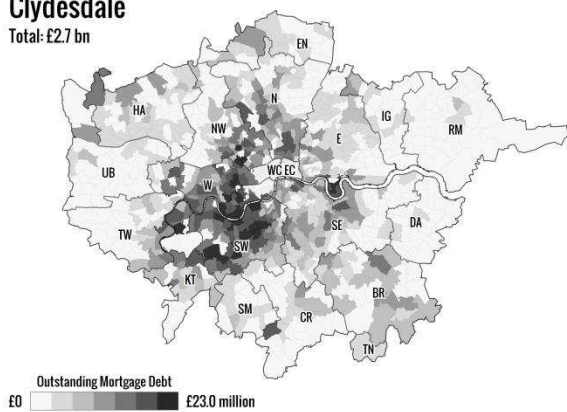 Clydesdale
Total: £2.7 bn
EN
HA
N
NW
E
IG
RM
UB
W
WC EC
TW
SW
SE
DA
KT
BR
SM
CR
TN
Outstanding Mortgage Debt
£0 £23.0 million